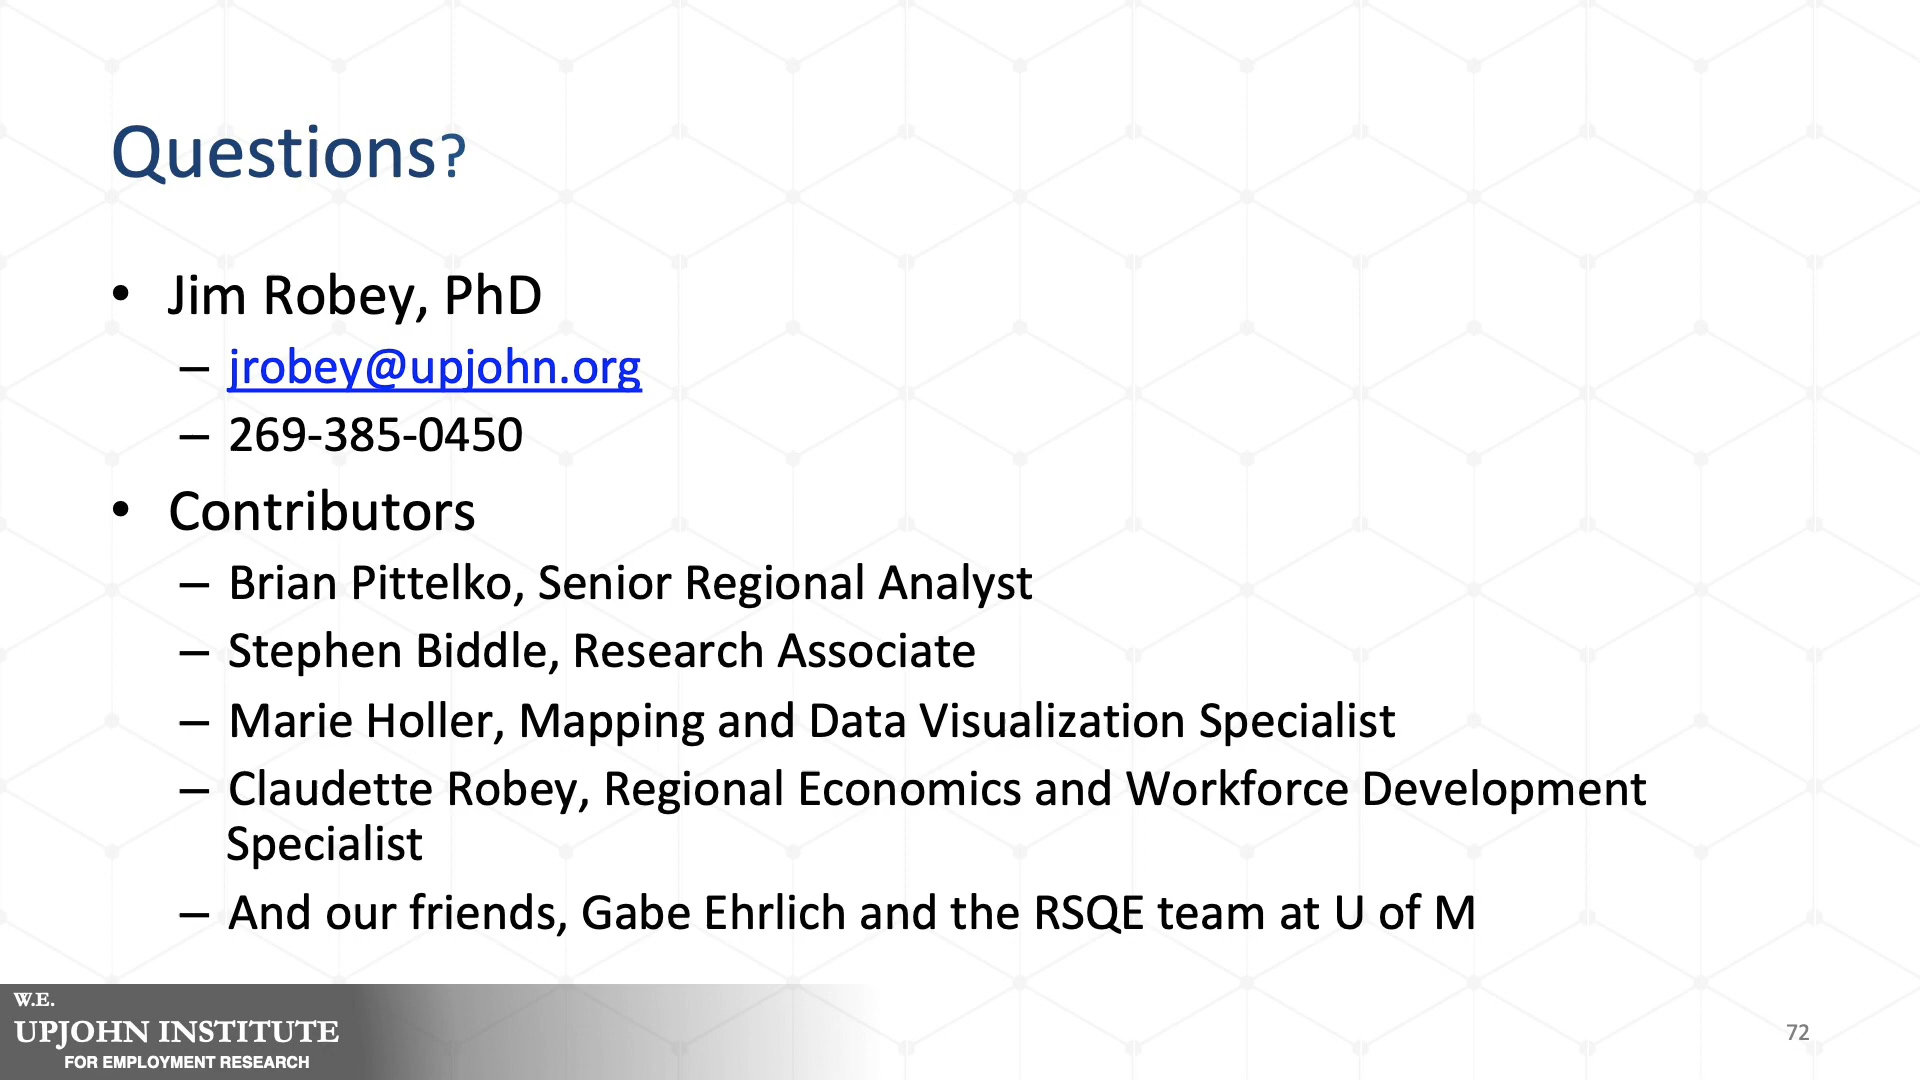 Questions?
• Jim Robey, PhD
– jrobey@upjohn.org
– 269-385-0450
• Contributors
– Brian Pittelko, Senior Regional Analyst
– Stephen Biddle, Research Associate
– Marie Holler, Mapping and Data Visualization Specialist
– Claudette Robey, Regional Economics and Workforce Development
Specialist
– And our friends, Gabe Ehrlich and the RSQE team at U of M
W.E.
UPJOHN INSTITUTE
FOR EMPLOYMENT RESEARCH
72